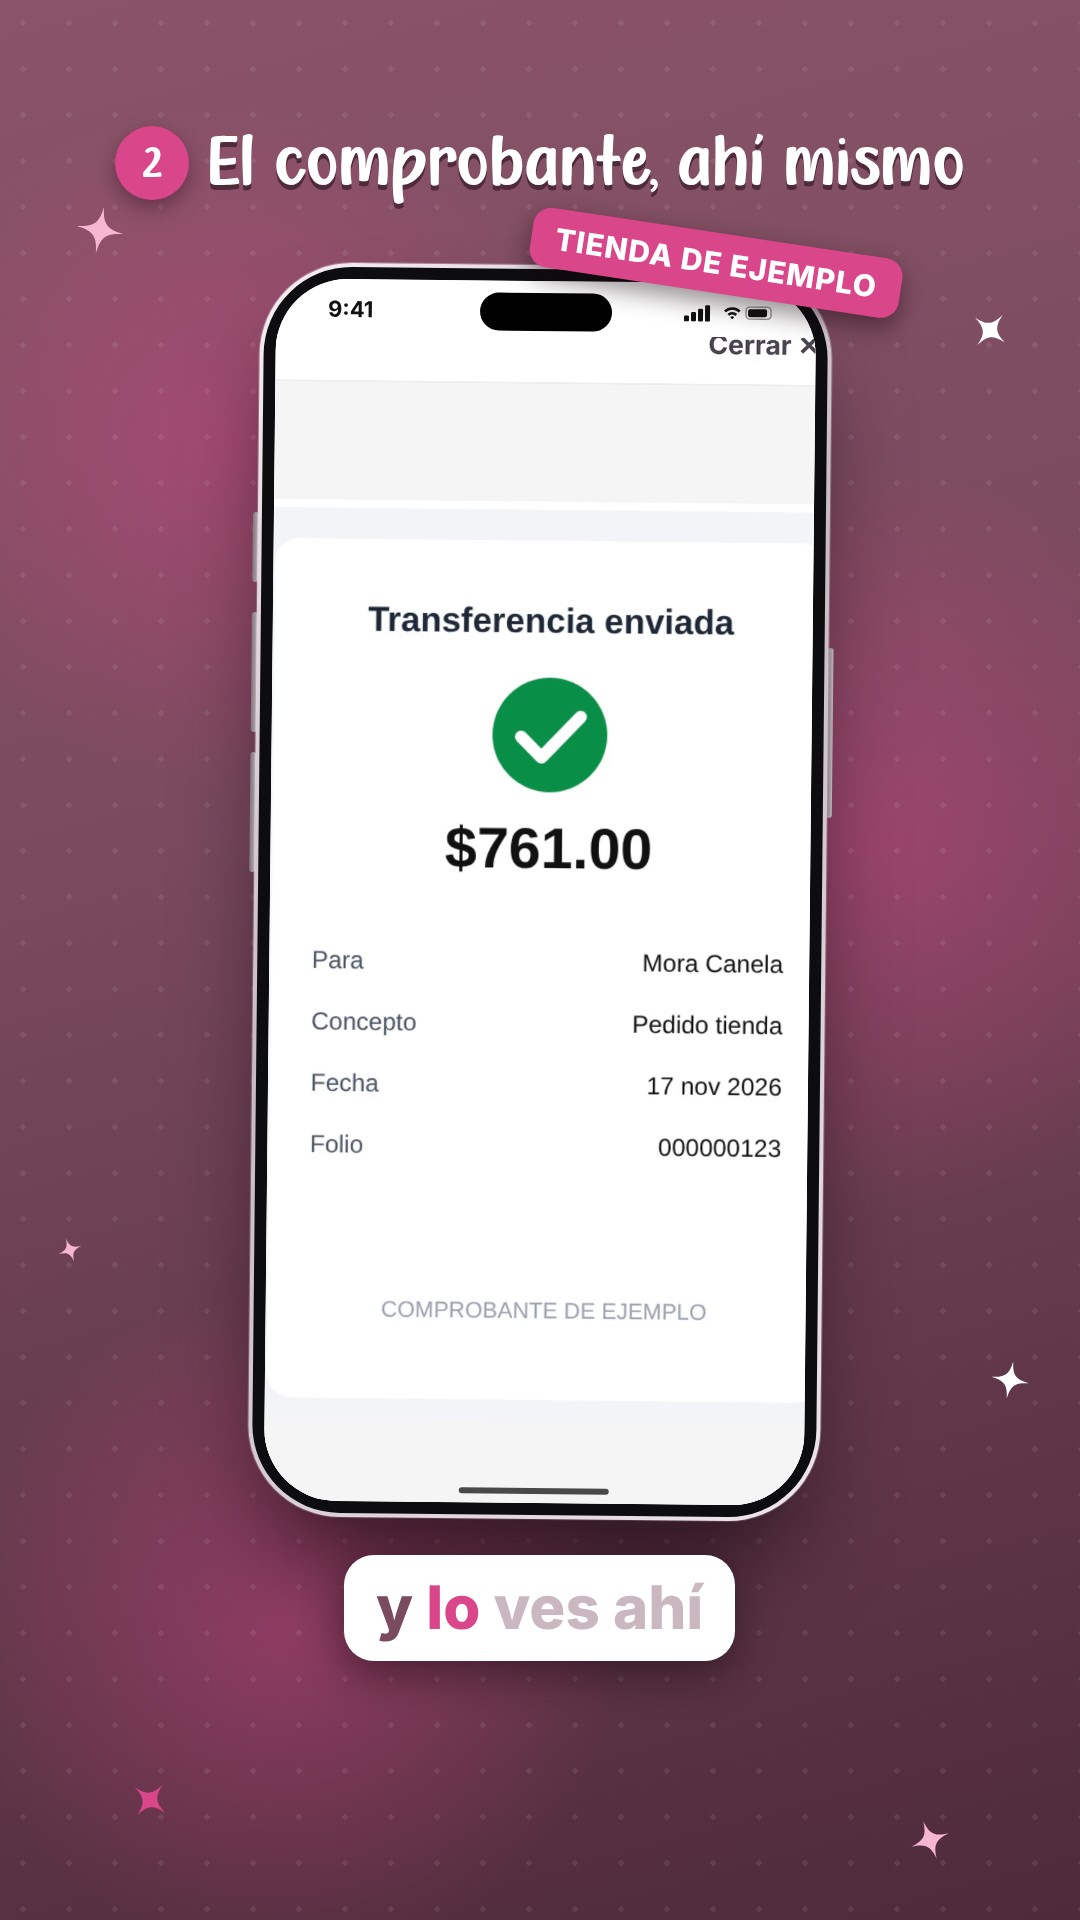 2 El comprobante, ahí mismo
TIENDA DE EJEMPLO
9:41
Cerrar ×
Transferencia enviada
$761.00
Para Mora Canela
Concepto Pedido tienda
Fecha 17 nov 2026
Folio 000000123
COMPROBANTE DE EJEMPLO
y lo ves ahí